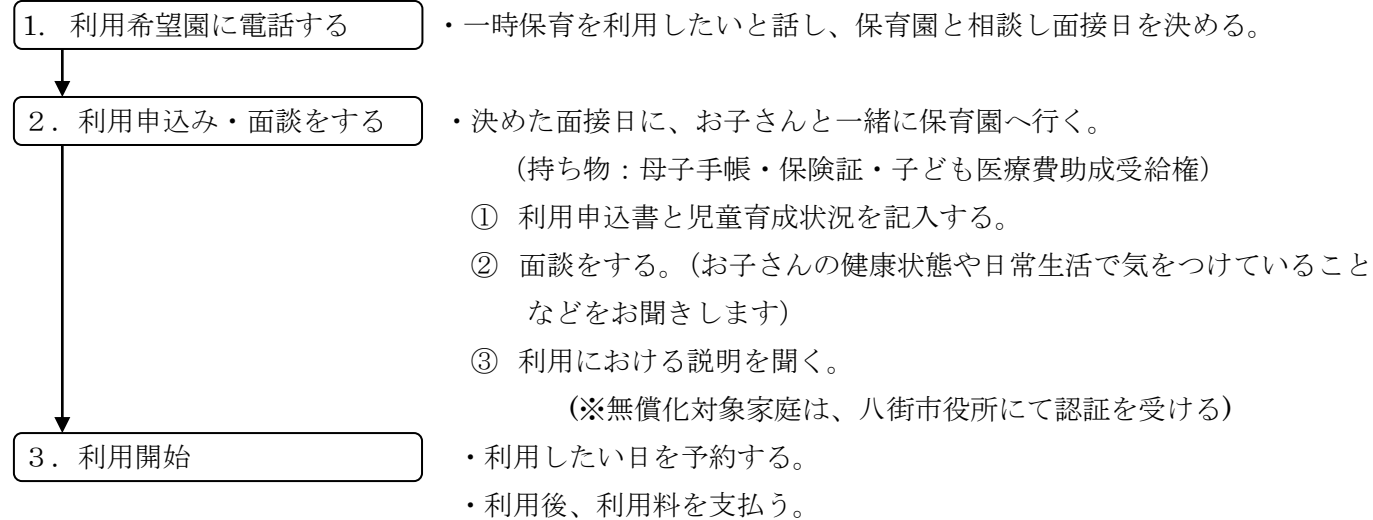 1. 利用希望園に電話する ・一時保育を利用したいと話し、保育園と相談し面接日を決める。
２．利用申込み・面談をする ・決めた面接日に、お子さんと一緒に保育園へ行く。
（持ち物：母子手帳・保険証・子ども医療費助成受給権）
① 利用申込書と児童育成状況を記入する。
② 面談をする。（お子さんの健康状態や日常生活で気をつけていること
などをお聞きします）
③ 利用における説明を聞く。
(※無償化対象家庭は、八街市役所にて認証を受ける)
３．利用開始 ・利用したい日を予約する。
・利用後、利用料を支払う。